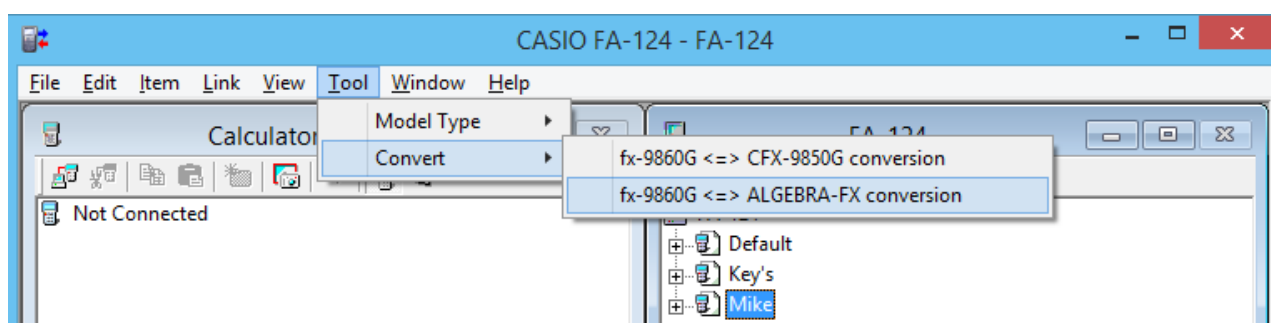 CASIO FA-124 - FA-124
File Edit Item Link View Tool Window Help
Calculator
Model Type
Convert
fx-9860G <=> CFX-9850G conversion
fx-9860G <=> ALGEBRA-FX conversion
Not Connected
Default
Key's
Mike